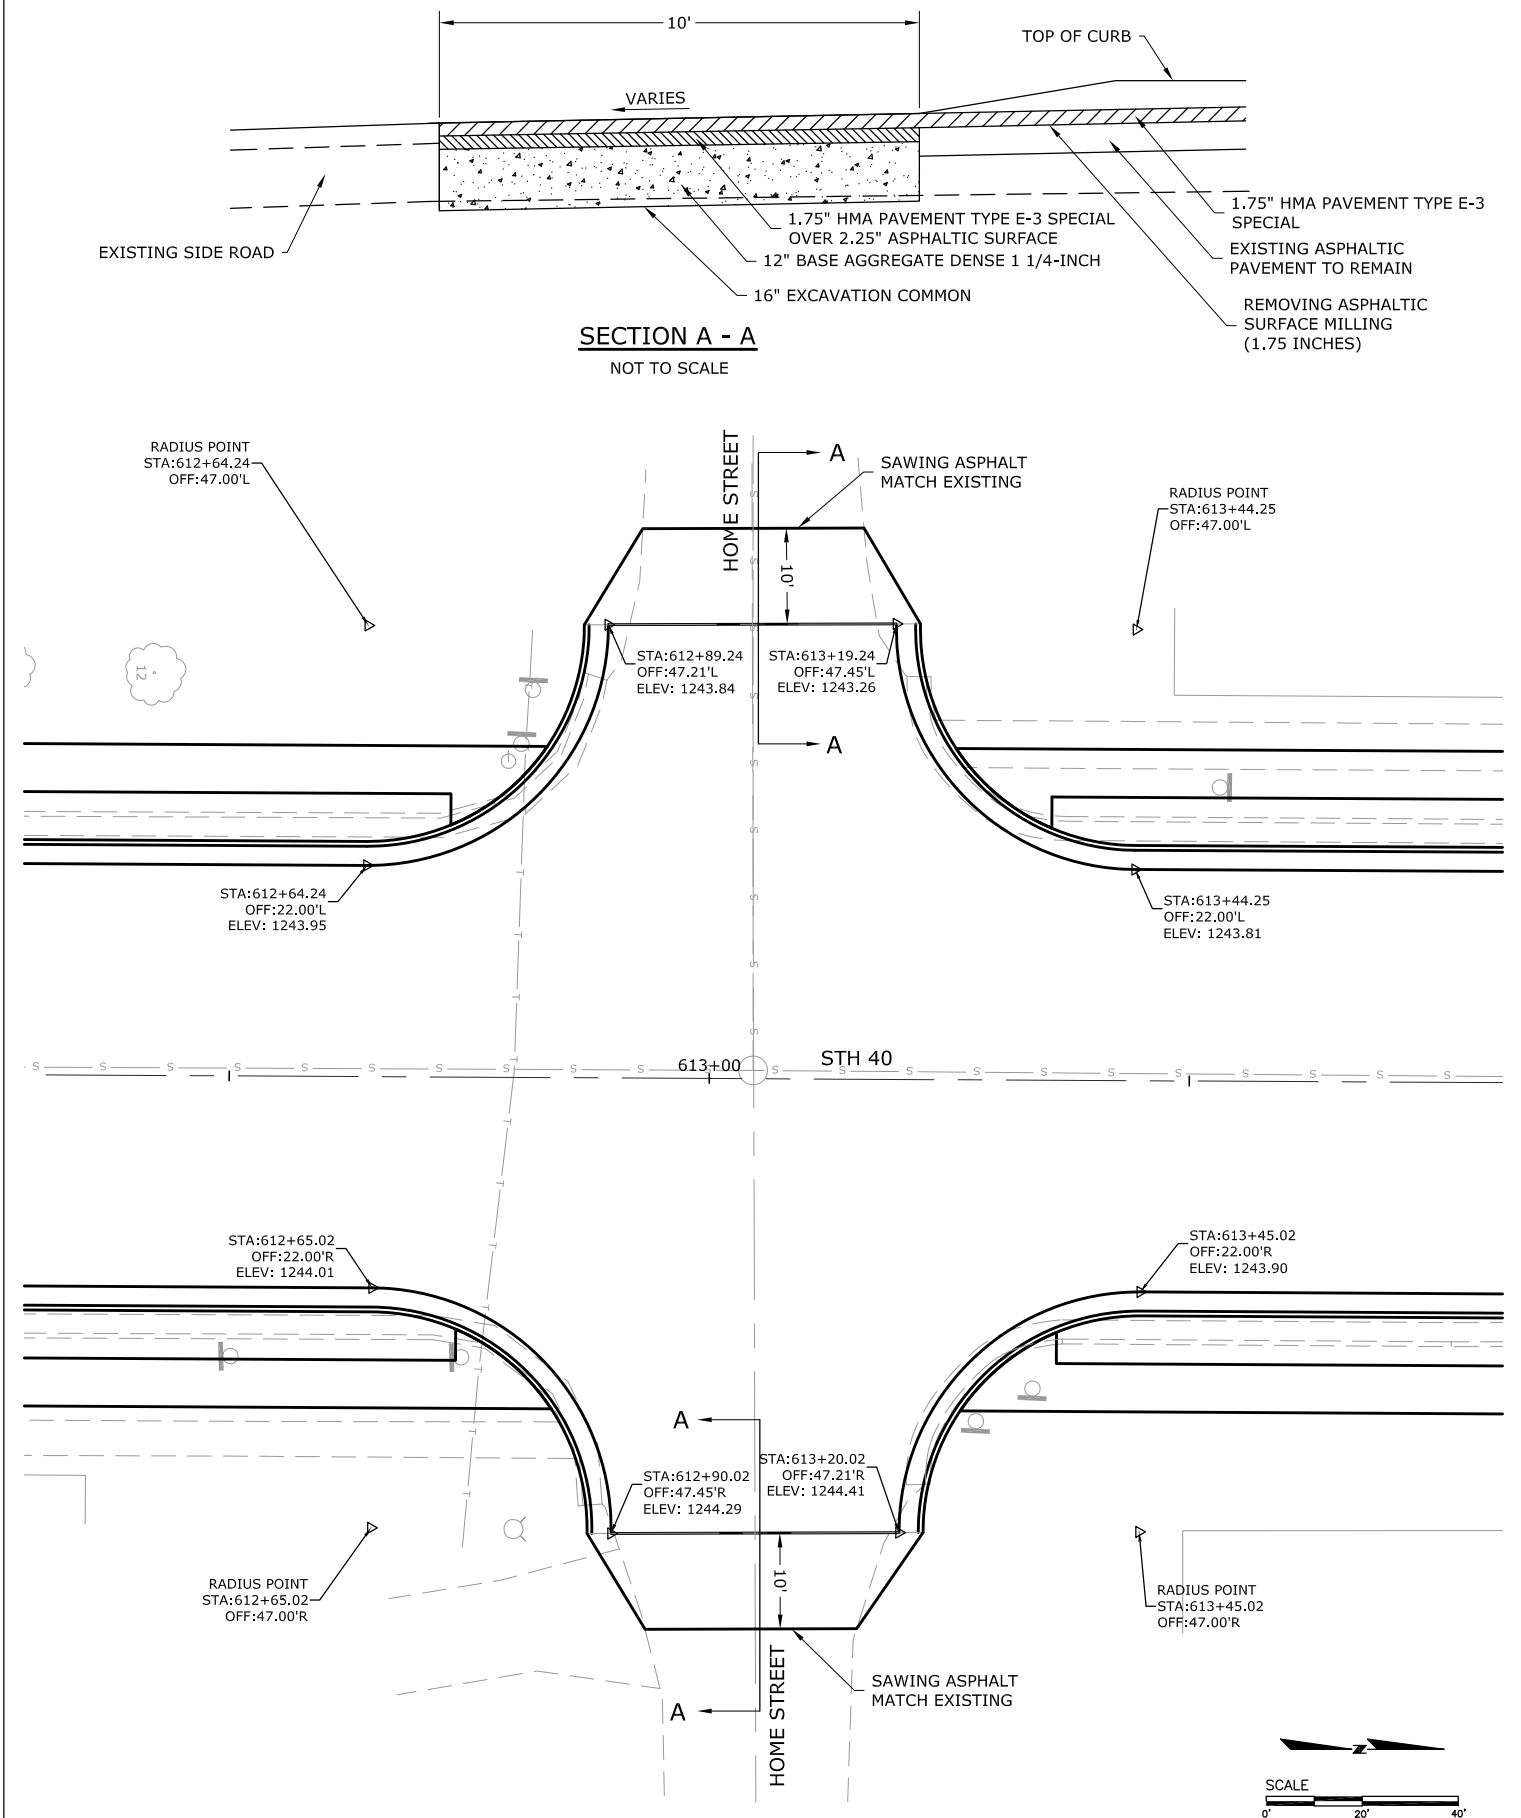 10'
TOP OF CURB
VARIES
1.75" HMA PAVEMENT TYPE E-3
SPECIAL
1.75" HMA PAVEMENT TYPE E-3 SPECIAL
OVER 2.25" ASPHALTIC SURFACE
EXISTING SIDE ROAD
EXISTING ASPHALTIC
PAVEMENT TO REMAIN
12" BASE AGGREGATE DENSE 1 1/4-INCH
16" EXCAVATION COMMON
REMOVING ASPHALTIC
SURFACE MILLING
(1.75 INCHES)
SECTION A - A
NOT TO SCALE
RADIUS POINT
STA:612+64.24
OFF:47.00'L
HOME STREET
A
SAWING ASPHALT
MATCH EXISTING
RADIUS POINT
STA:613+44.25
OFF:47.00'L
10'
12
STA:612+89.24
OFF:47.21'L
ELEV: 1243.84
STA:613+19.24
OFF:47.45'L
ELEV: 1243.26
A
STA:612+64.24
OFF:22.00'L
ELEV: 1243.95
STA:613+44.25
OFF:22.00'L
ELEV: 1243.81
S S S S S S S S S S 613+00 STH 40 S S S S S S S S S S S
S
S
S
S
S
S
S
S
T
T
T
T
T
T
T
T
T
T
T
T
STA:612+65.02
OFF:22.00'R
ELEV: 1244.01
STA:613+45.02
OFF:22.00'R
ELEV: 1243.90
A
STA:612+90.02
OFF:47.45'R
ELEV: 1244.29
STA:613+20.02
OFF:47.21'R
ELEV: 1244.41
10'
RADIUS POINT
STA:612+65.02
OFF:47.00'R
RADIUS POINT
STA:613+45.02
OFF:47.00'R
SAWING ASPHALT
MATCH EXISTING
A
HOME STREET
N
SCALE
0' 20' 40'